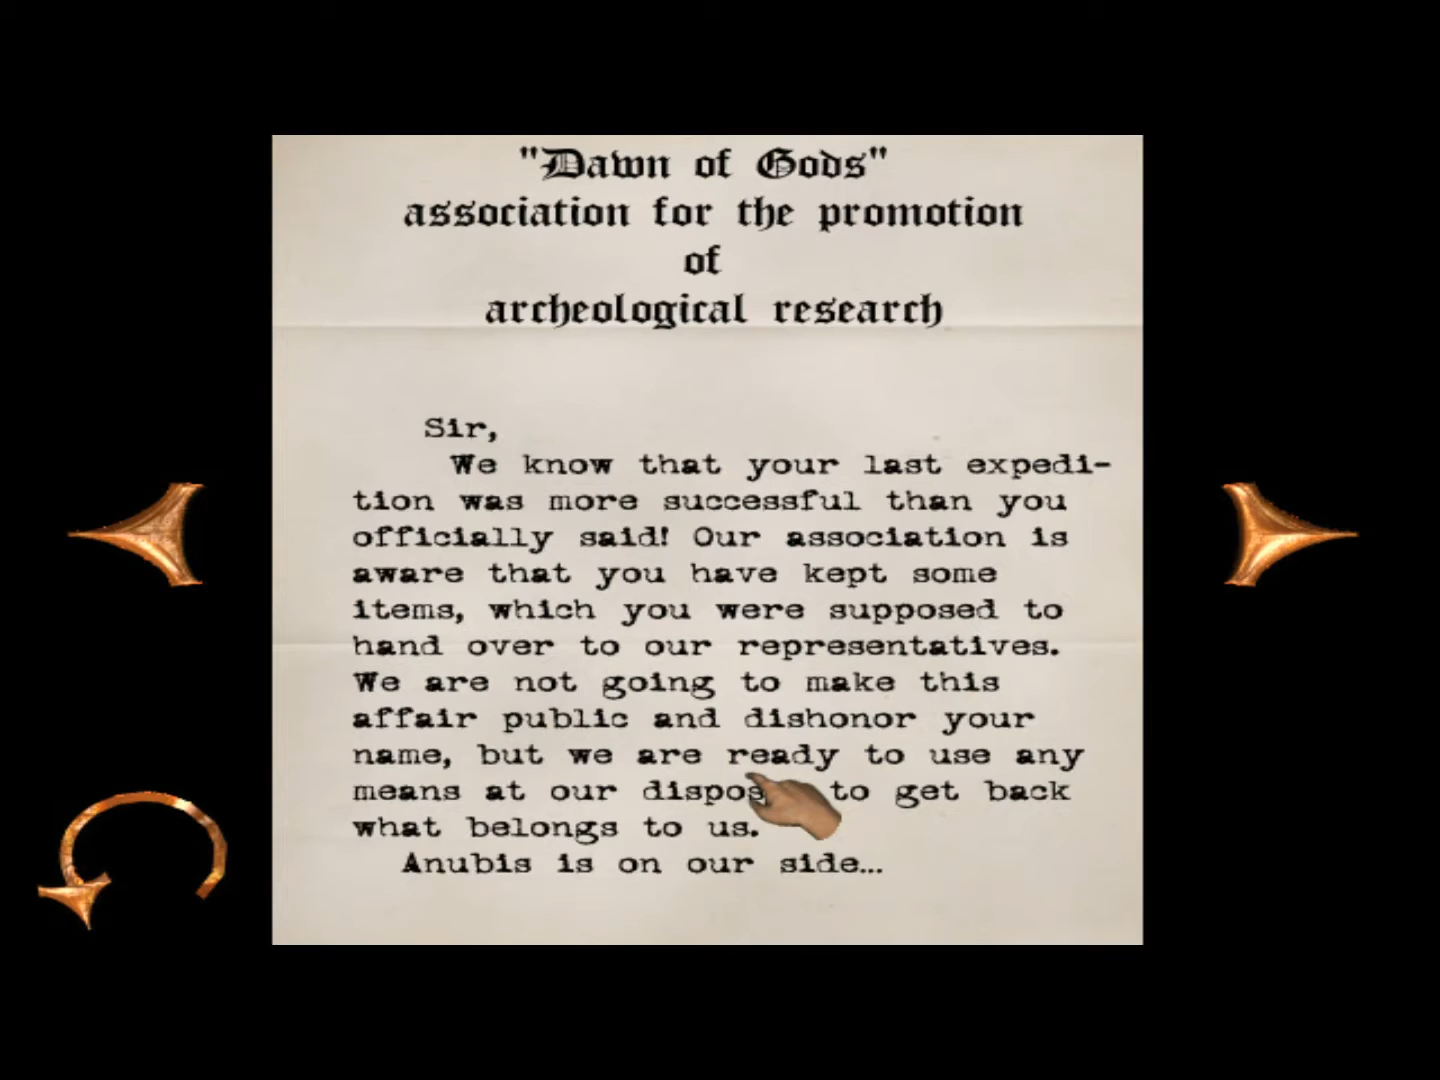 "Dawn of Gods"
association for the promotion
of
archeological research
Sir,
We know that your last expedi-
tion was more successful than you
officially said! Our association is
aware that you have kept some
items, which you were supposed to
hand over to our representatives.
We are not going to make this
affair public and dishonor your
name, but we are ready to use any
means at our dispos to get back
what belongs to us.
Anubis is on our side...